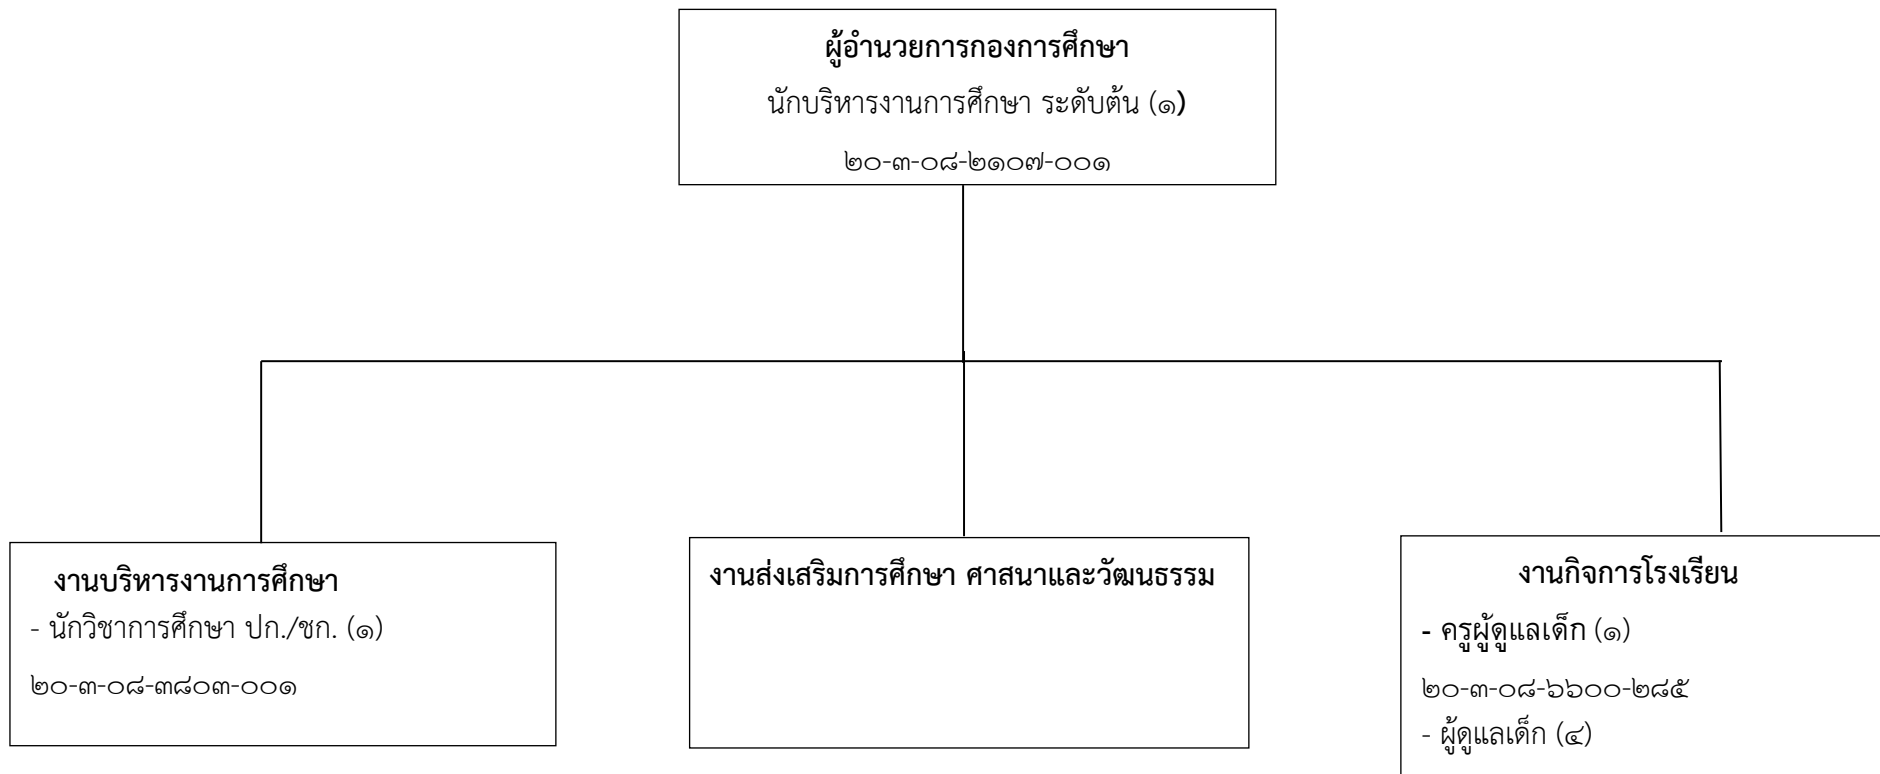 ผู้อำนวยการกองการศึกษา
นักบริหารงานการศึกษา ระดับต้น (๑)
๒๐-๓-๐๘-๒๑๐๗-๐๐๑
งานบริหารงานการศึกษา
- นักวิชาการศึกษา ปก./ชก. (๑)
๒๐-๓-๐๘-๓๘๐๓-๐๐๑
งานส่งเสริมการศึกษา ศาสนาและวัฒนธรรม
งานกิจการโรงเรียน
- ครูผู้ดูแลเด็ก (๑)
๒๐-๓-๐๘-๖๖๐๐-๒๘๕
- ผู้ดูแลเด็ก (๔)